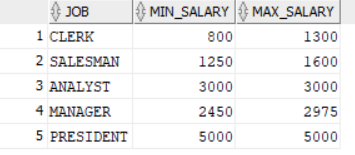 JOB MIN_SALARY MAX_SALARY
1 CLERK 800 1300
2 SALESMAN 1250 1600
3 ANALYST 3000 3000
4 MANAGER 2450 2975
5 PRESIDENT 5000 5000